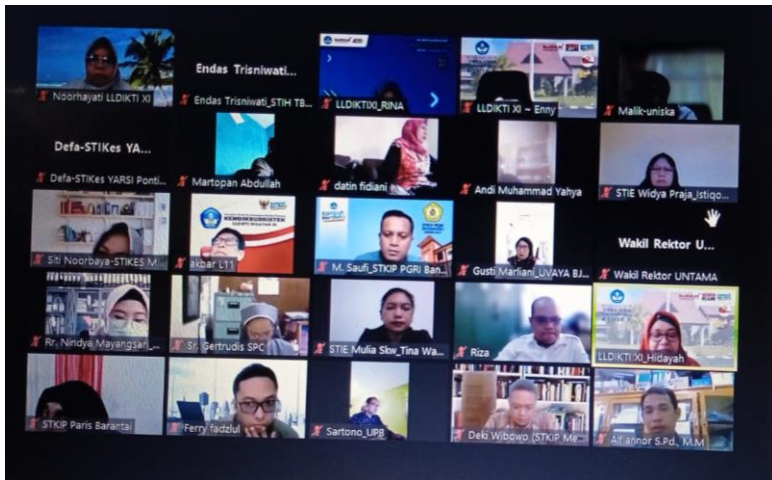 Noorhayati LLDIKTI XI
Endas Trisniwati...
Endas Trisniwati_STIH TB...
LLDIKTIXI_RINA
LLDIKTI XI ~ Enny
Malik-uniska
Defa-STIKes YA...
Defa-STIKes YARSI Ponti...
Martopan Abdullah
datin fidiani
Andi Muhammad Yahya
STIE Widya Praja_Istiqo...
Siti Noorbaya-STIKES M...
KEMDIKBUDRISTEK
akbar L11
M. Saufi_STKIP PGRI Ban...
Gusti Marliani_UVAYA BJ...
Wakil Rektor U...
Wakil Rektor UNTAMA
Rr. Nindya Mayangsari_...
Sr. Gertrudis SPC
STIE Mulia Skw_Tina Wa...
Riza
LLDIKTI XI_Hidayah
STKIP Paris Barantai
Ferry fadzlul
Sartono_UPB
Deki Wibowo (STKIP Me...
Alfiannor S.Pd., M.M